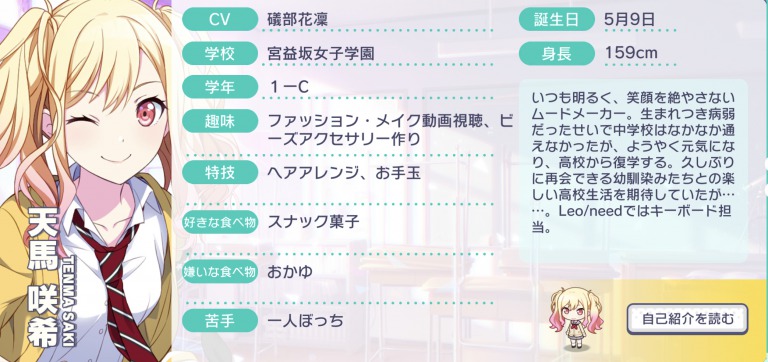 CV 礒部花凜
学校 宮益坂女子学園
学年 1－C
趣味 ファッション・メイク動画視聴、ビ
ーズアクセサリー作り
特技 ヘアアレンジ、お手玉
好きな食べ物 スナック菓子
嫌いな食べ物 おかゆ
苦手 一人ぼっち
誕生日 5月9日
身長 159cm
いつも明るく、笑顔を絶やさない
ムードメーカー。生まれつき病弱
だったせいで中学校はなかなか通
えなかったが、ようやく元気にな
り、高校から復学する。久しぶり
に再会できる幼馴染みたちとの楽
しい高校生活を期待していたが…
…。Leo/needではキーボード担
当。
天馬 咲希
TENMA SAKI
自己紹介を読む